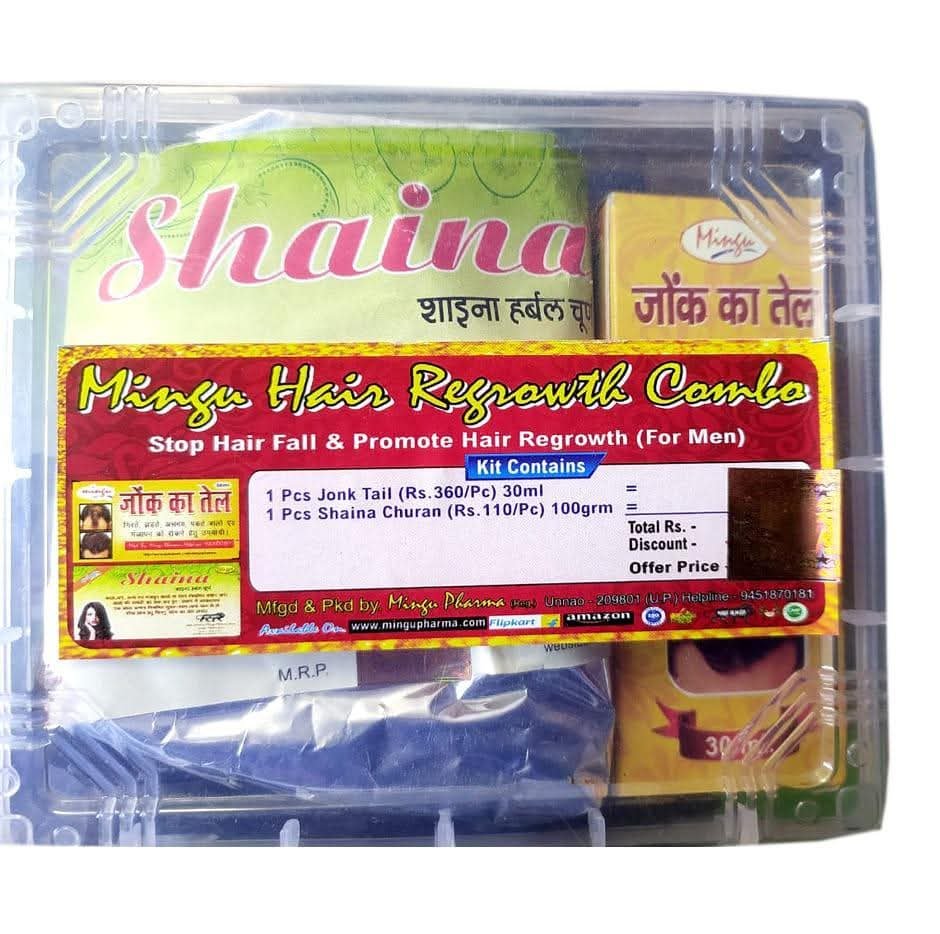 Shaina
शाइना हर्बल चूर्ण
Mingu
जोंक का तेल
Mingu Hair Regrowth Combo
Stop Hair Fall & Promote Hair Regrowth (For Men)
Kit Contains
1 Pcs Jonk Tail (Rs.360/Pc) 30ml =
1 Pcs Shaina Churan (Rs.110/Pc) 100grm =
Total Rs. -
Discount -
Offer Price -
जोंक का तेल
Shaina
Mfgd & Pkd by, Mingu Pharma (Reg.) Unnao - 209801 (U.P.) Helpline - 9451870181
Available On.. www.mingupharma.com Flipkart amazon
M.R.P.
30